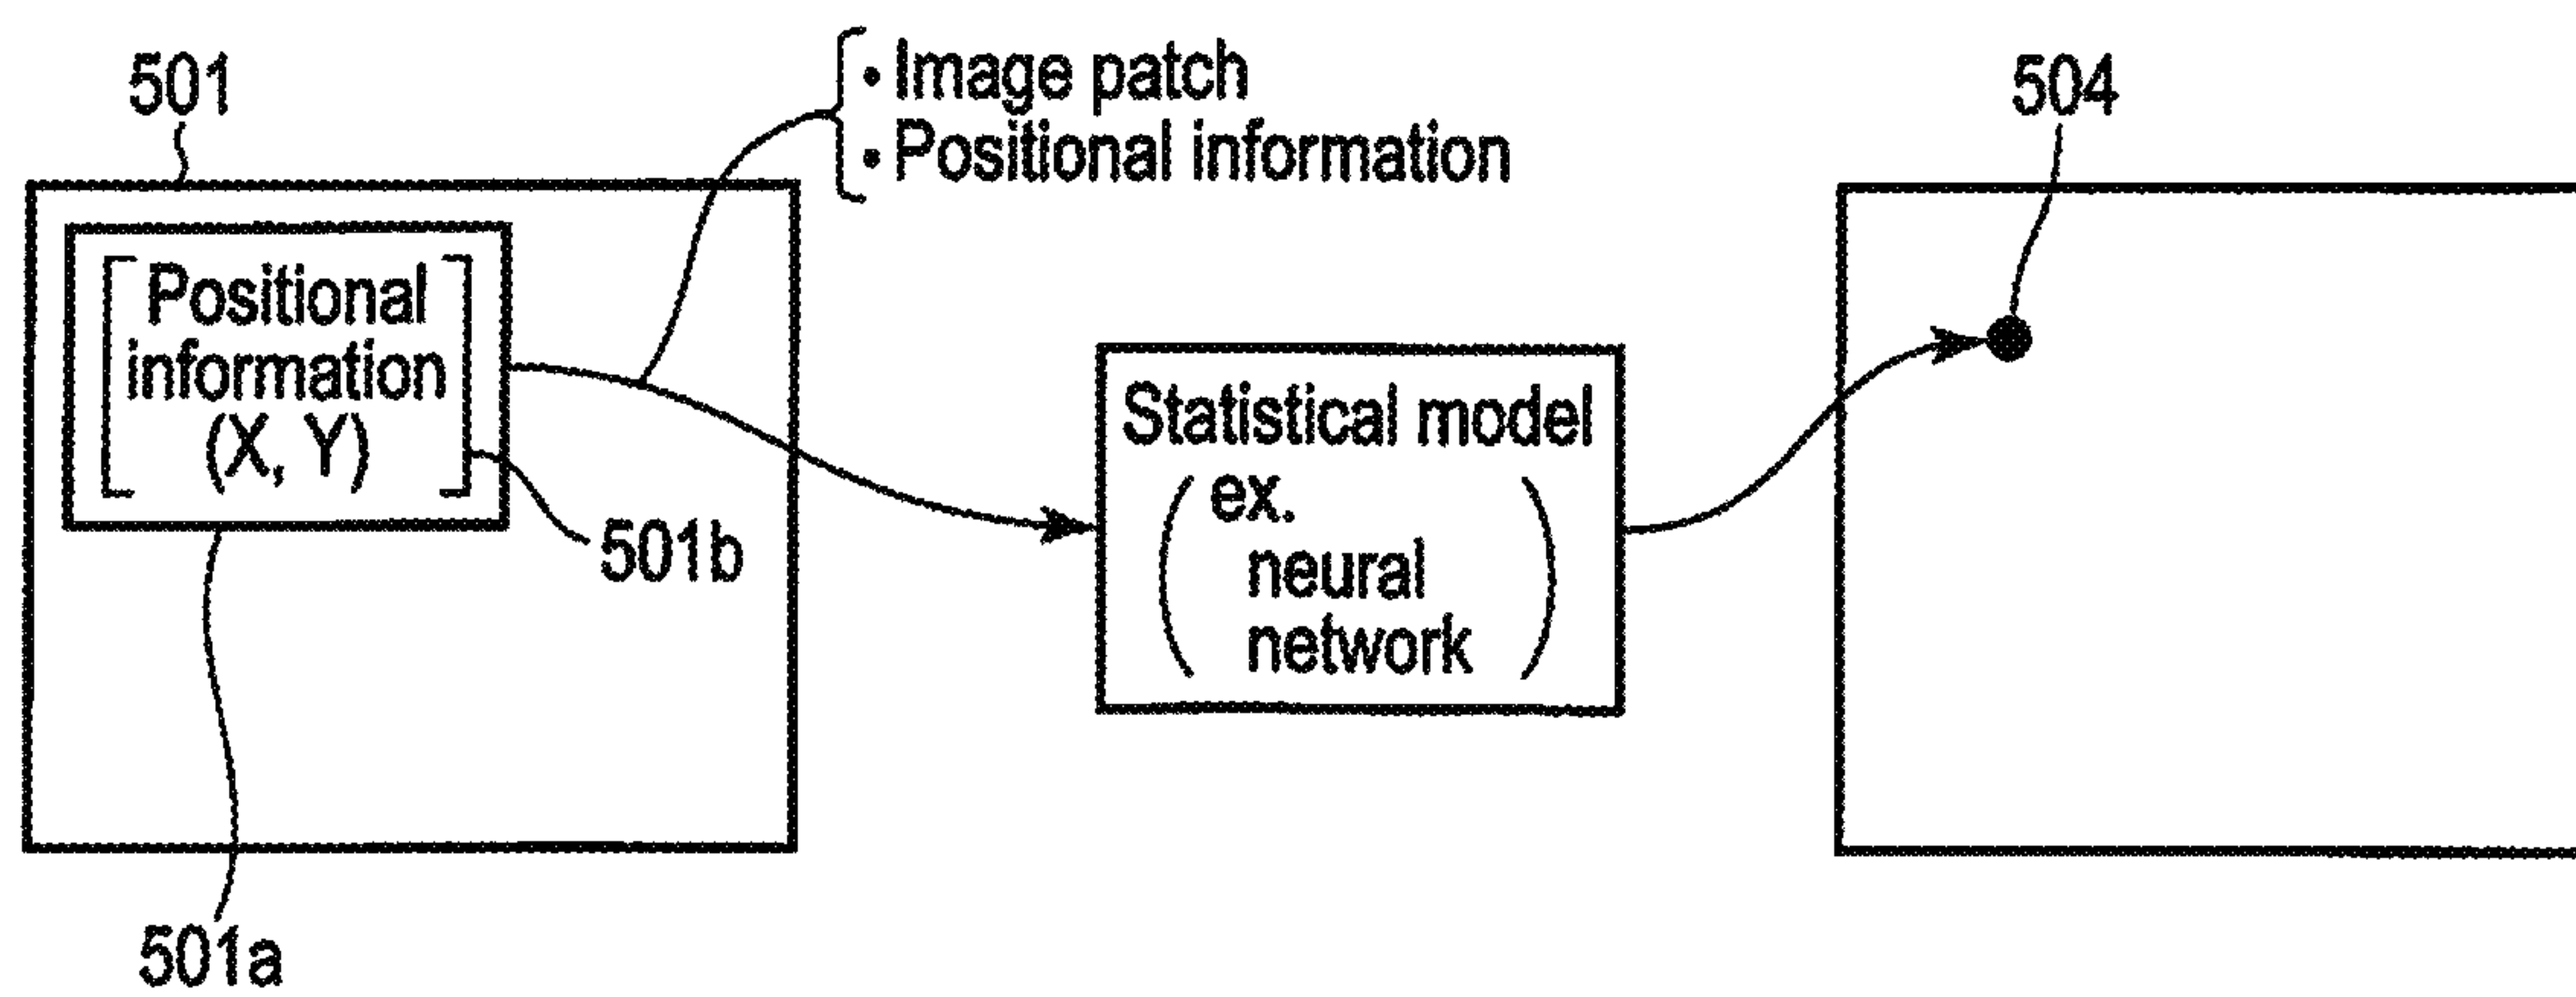 501
• Image patch
• Positional information
504
Positional
information
(X, Y)
501b
501a
Statistical model
ex.
neural
network